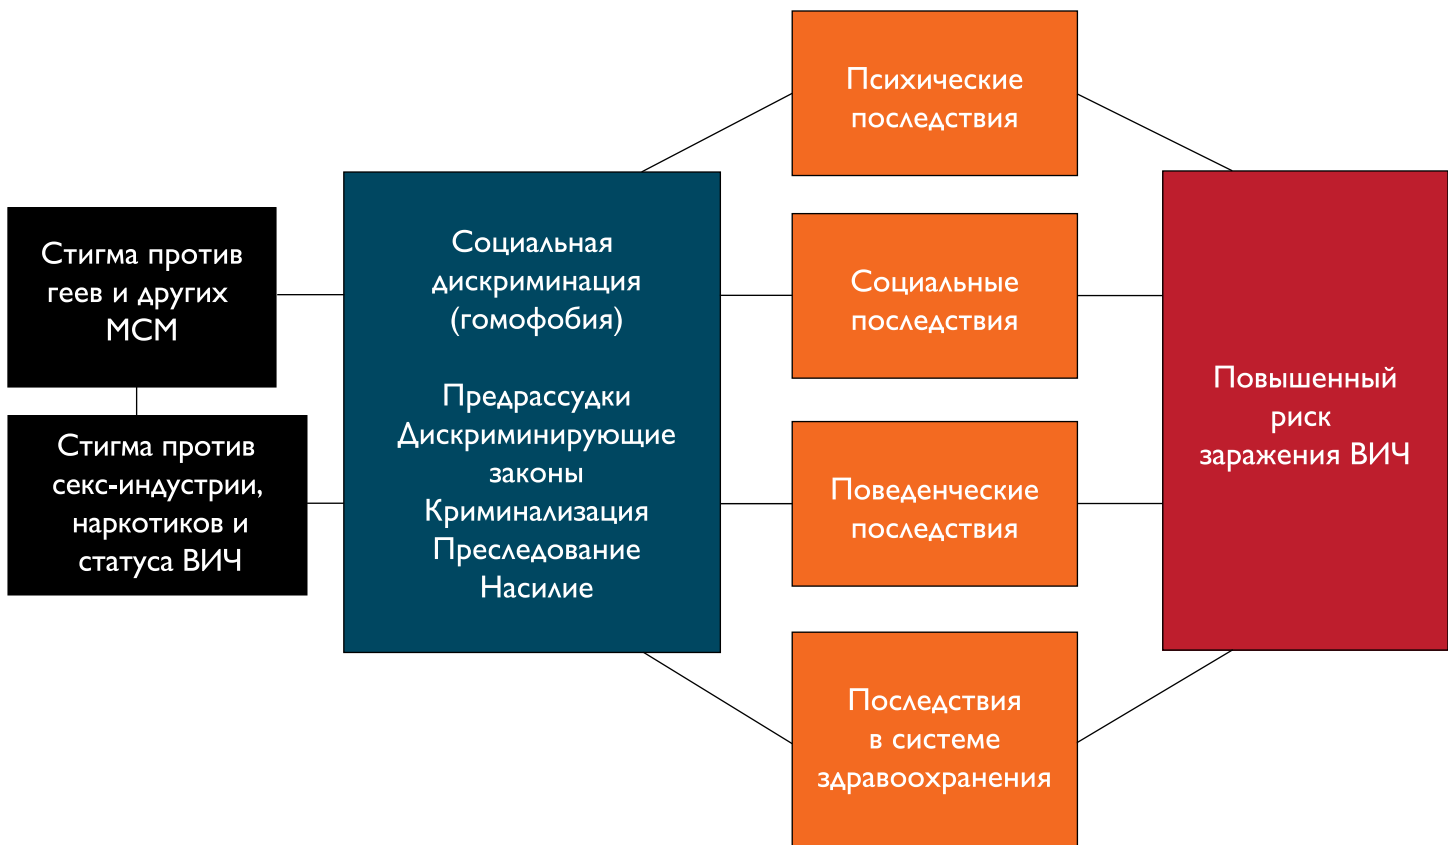 Стигма против
геев и других
МСМ
Стигма против
секс-индустрии,
наркотиков и
статуса ВИЧ
Социальная
дискриминация
(гомофобия)
Предрассудки
Дискриминирующие
законы
Криминализация
Преследование
Насилие
Психические
последствия
Социальные
последствия
Поведенческие
последствия
Последствия
в системе
здравоохранения
Повышенный
риск
заражения ВИЧ